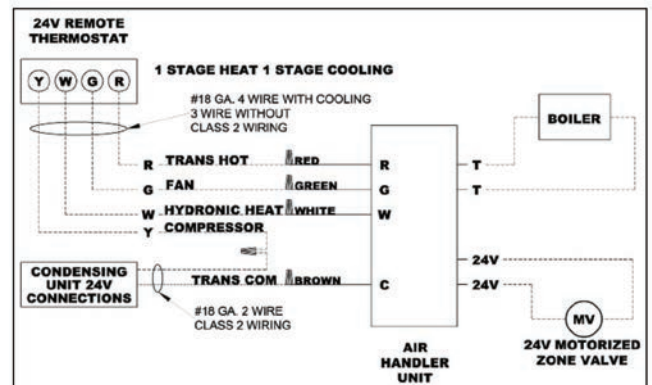 24V REMOTE
THERMOSTAT
Y W G R
1 STAGE HEAT 1 STAGE COOLING
#18 GA. 4 WIRE WITH COOLING
3 WIRE WITHOUT
CLASS 2 WIRING
BOILER
R TRANS HOT RED R T
G FAN GREEN G T
W HYDRONIC HEAT WHITE W
Y COMPRESSOR
24V
CONDENSING
UNIT 24V
CONNECTIONS
TRANS COM BROWN C 24V
#18 GA. 2 WIRE
CLASS 2 WIRING
MV
AIR
HANDLER
UNIT
24V MOTORIZED
ZONE VALVE